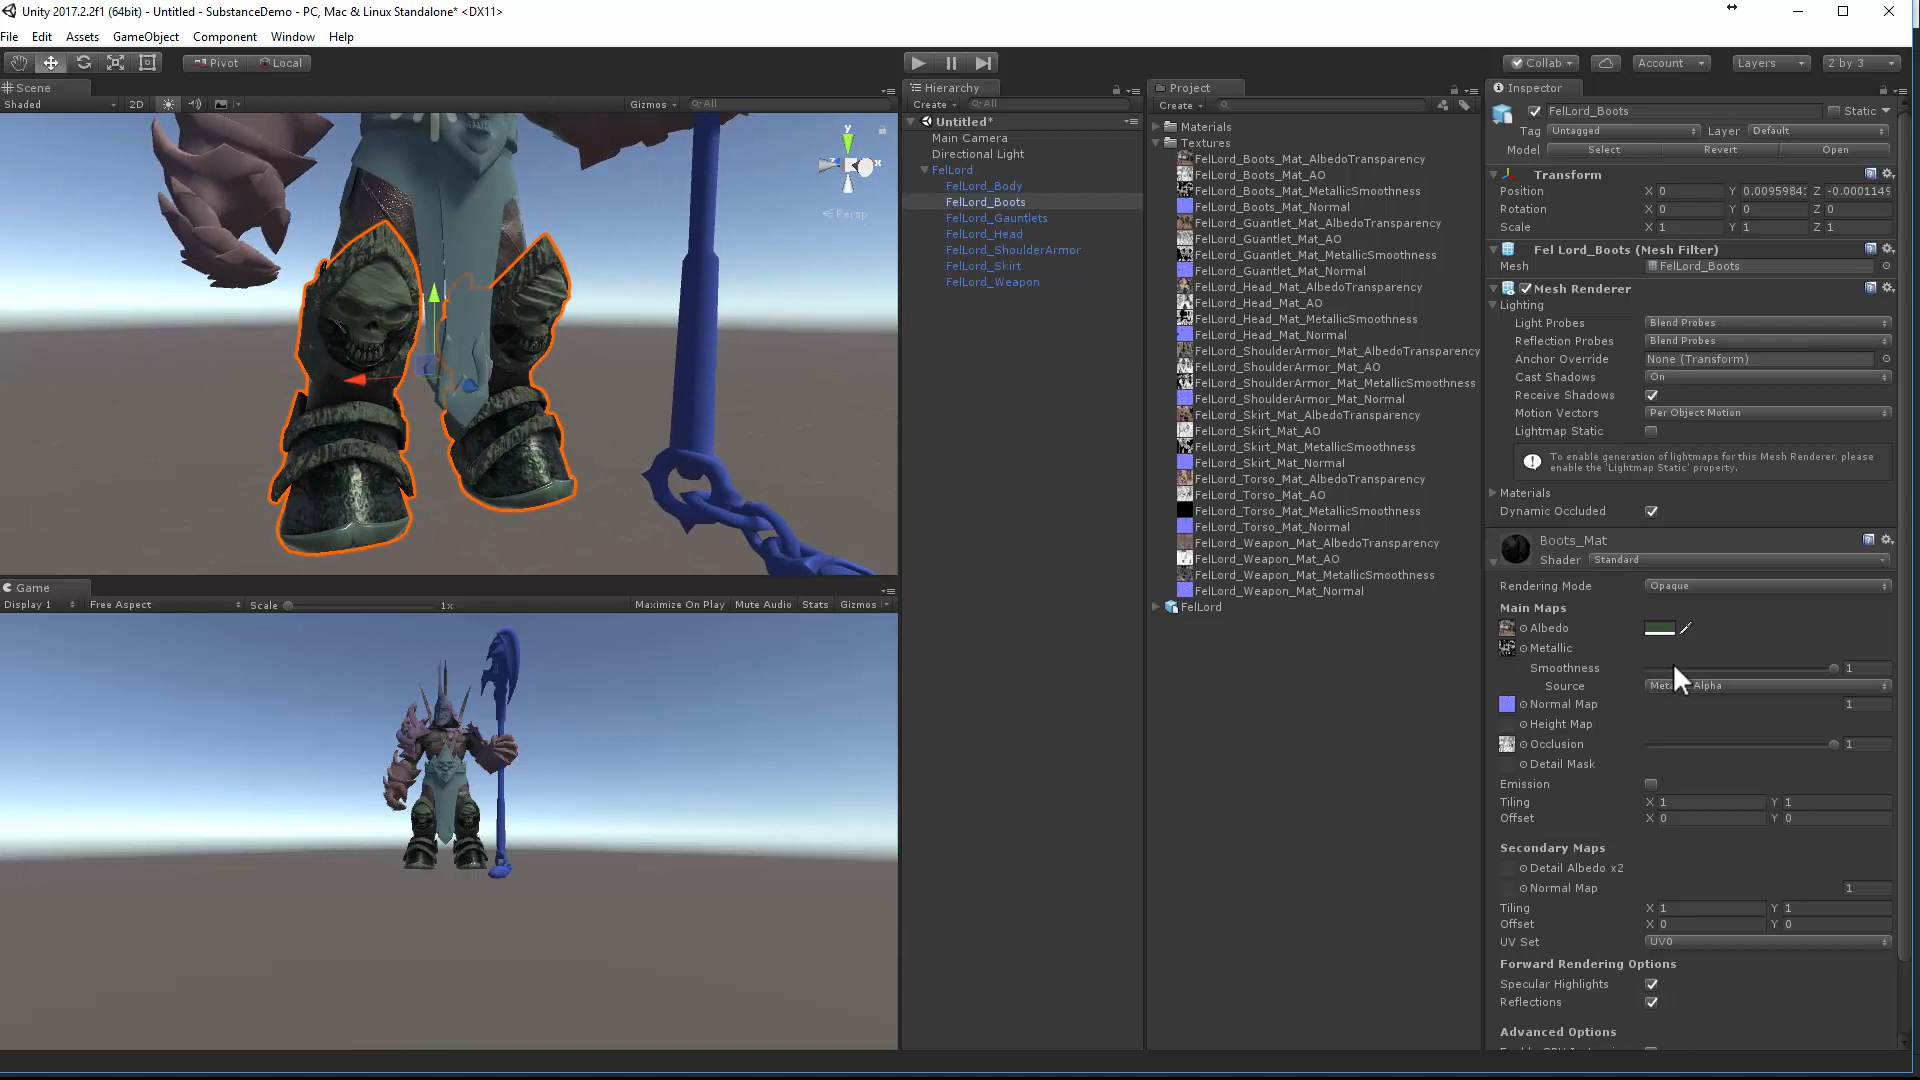 Unity 2017.2.2f1 (64bit) - Untitled - SubstanceDemo - PC, Mac & Linux Standalone* <DX11>
File Edit Assets GameObject Component Window Help
Pivot Local Collab Account Layers 2 by 3
Scene
Shaded 2D Gizmos All
y
x
Persp
Game
Display 1 Free Aspect Scale 1x Maximize On Play Mute Audio Stats Gizmos
Hierarchy
Create All
Untitled*
Main Camera
Directional Light
FelLord
FelLord_Body
FelLord_Boots
FelLord_Gauntlets
FelLord_Head
FelLord_ShoulderArmor
FelLord_Skirt
FelLord_Weapon
Project
Create
Materials
Textures
FelLord_Boots_Mat_AlbedoTransparency
FelLord_Boots_Mat_AO
FelLord_Boots_Mat_MetallicSmoothness
FelLord_Boots_Mat_Normal
FelLord_Guantlet_Mat_AlbedoTransparency
FelLord_Guantlet_Mat_AO
FelLord_Guantlet_Mat_MetallicSmoothness
FelLord_Guantlet_Mat_Normal
FelLord_Head_Mat_AlbedoTransparency
FelLord_Head_Mat_AO
FelLord_Head_Mat_MetallicSmoothness
FelLord_Head_Mat_Normal
FelLord_ShoulderArmor_Mat_AlbedoTransparency
FelLord_ShoulderArmor_Mat_AO
FelLord_ShoulderArmor_Mat_MetallicSmoothness
FelLord_ShoulderArmor_Mat_Normal
FelLord_Skirt_Mat_AlbedoTransparency
FelLord_Skirt_Mat_AO
FelLord_Skirt_Mat_MetallicSmoothness
FelLord_Skirt_Mat_Normal
FelLord_Torso_Mat_AlbedoTransparency
FelLord_Torso_Mat_AO
FelLord_Torso_Mat_MetallicSmoothness
FelLord_Torso_Mat_Normal
FelLord_Weapon_Mat_AlbedoTransparency
FelLord_Weapon_Mat_AO
FelLord_Weapon_Mat_MetallicSmoothness
FelLord_Weapon_Mat_Normal
FelLord
Inspector
FelLord_Boots Static
Tag Untagged Layer Default
Model Select Revert Open
Transform
Position X 0 Y 0.0095984 Z -0.0001149
Rotation X 0 Y 0 Z 0
Scale X 1 Y 1 Z 1
Fel Lord_Boots (Mesh Filter)
Mesh FelLord_Boots
Mesh Renderer
Lighting
Light Probes Blend Probes
Reflection Probes Blend Probes
Anchor Override None (Transform)
Cast Shadows On
Receive Shadows
Motion Vectors Per Object Motion
Lightmap Static
To enable generation of lightmaps for this Mesh Renderer, please
enable the 'Lightmap Static' property.
Materials
Dynamic Occluded
Boots_Mat
Shader Standard
Rendering Mode Opaque
Main Maps
Albedo
Metallic
Smoothness 1
Source Alpha
Normal Map 1
Height Map
Occlusion 1
Detail Mask
Emission
Tiling X 1 Y 1
Offset X 0 Y 0
Secondary Maps
Detail Albedo x2
Normal Map 1
Tiling X 1 Y 1
Offset X 0 Y 0
UV Set UV0
Forward Rendering Options
Specular Highlights
Reflections
Advanced Options